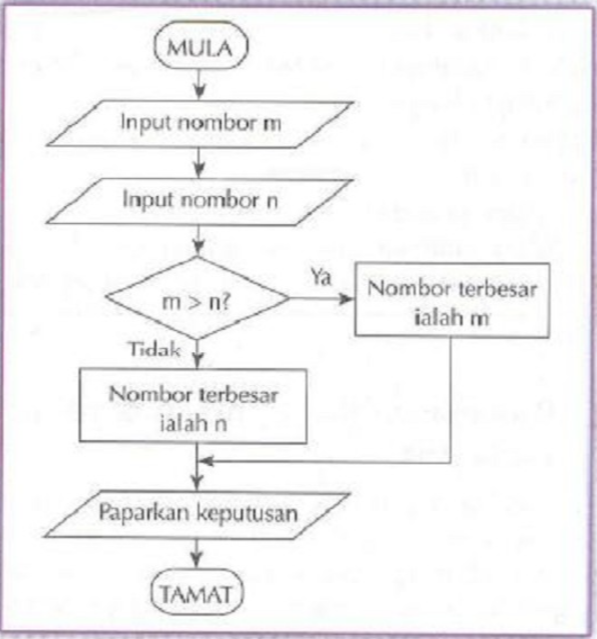 MULA
Input nombor m
Input nombor n
m > n?
Ya
Nombor terbesar
ialah m
Tidak
Nombor terbesar
ialah n
Paparkan keputusan
TAMAT